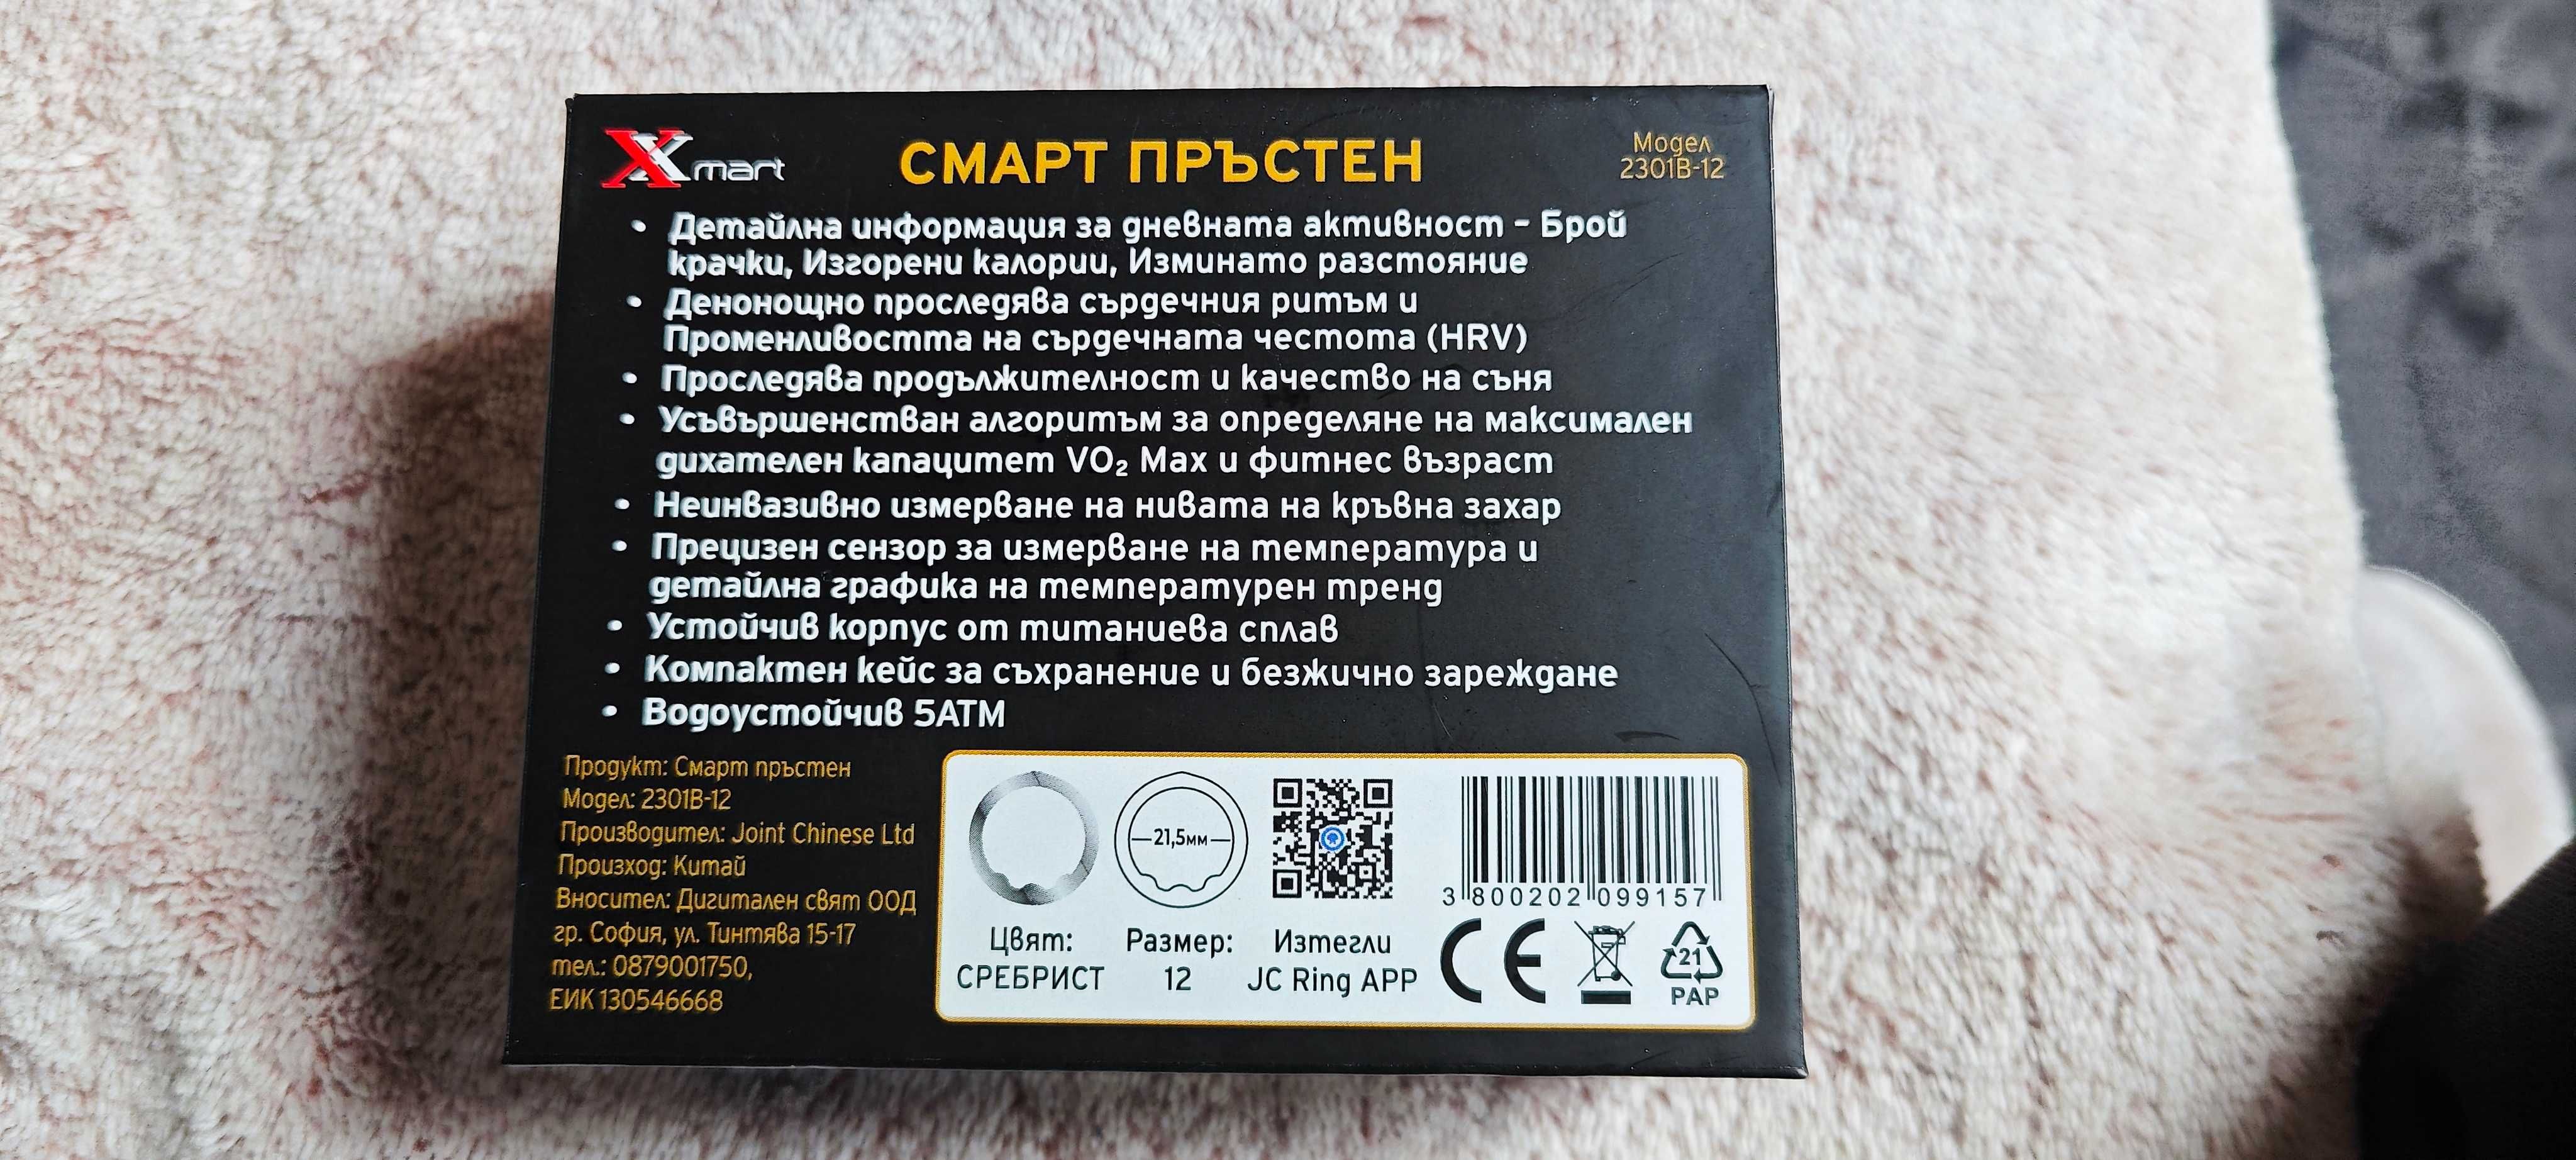 Xmart
СМАРТ ПРЪСТЕН
Модел
2301B-12
• Детайлна информация за дневната активност - Брой
крачки, Изгорени калории, Изминато разстояние
• Денонощно проследява сърдечния ритъм и
Променливостта на сърдечната честота (HRV)
• Проследява продължителност и качество на съня
• Усъвършенстван алгоритъм за определяне на максимален
дихателен капацитет VO₂ Max и фитнес възраст
• Неинвазивно измерване на нивата на кръвна захар
• Прецизен сензор за измерване на температура и
детайлна графика на температурен тренд
• Устойчив корпус от титаниева сплав
• Компактен кейс за съхранение и безжично зареждане
• Водоустойчив 5ATM
Продукт: Смарт пръстен
Модел: 2301B-12
Производител: Joint Chinese Ltd
Произход: Китай
Вносител: Дигитален свят ООД
гр. София, ул. Тинтява 15-17
тел.: 0879001750,
ЕИК 130546668
21,5мм
Цвят:
СРЕБРИСТ
Размер:
12
Изтегли
JC Ring APP
3 800202 099157
CE
21
PAP